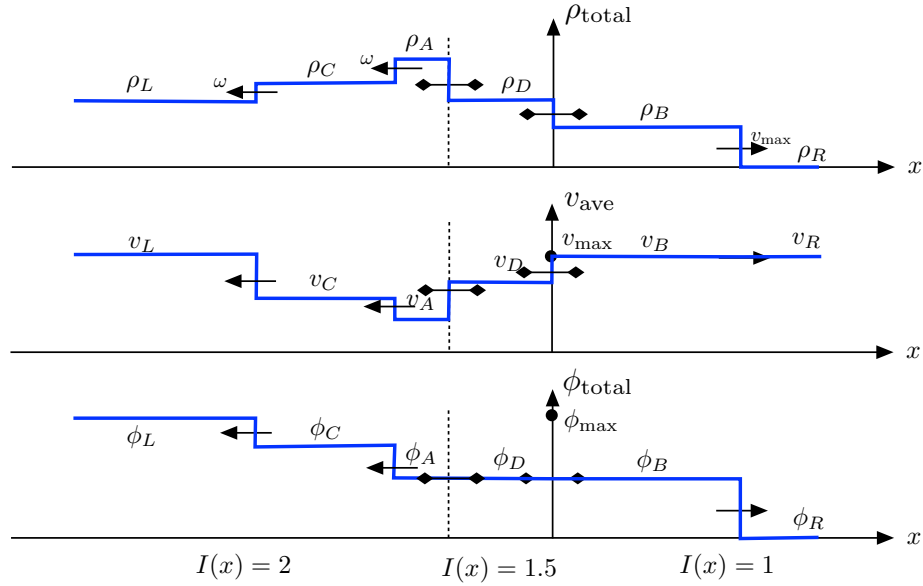 ρ_total
ρ_A
ω
ρ_C
ω
ρ_L
ρ_D
ρ_B
v_max
ρ_R
x
v_ave
v_L
v_max
v_B
v_R
v_D
v_C
v_A
x
ϕ_total
ϕ_max
ϕ_L
ϕ_C
ϕ_A
ϕ_D
ϕ_B
ϕ_R
x
I(x) = 2
I(x) = 1.5
I(x) = 1